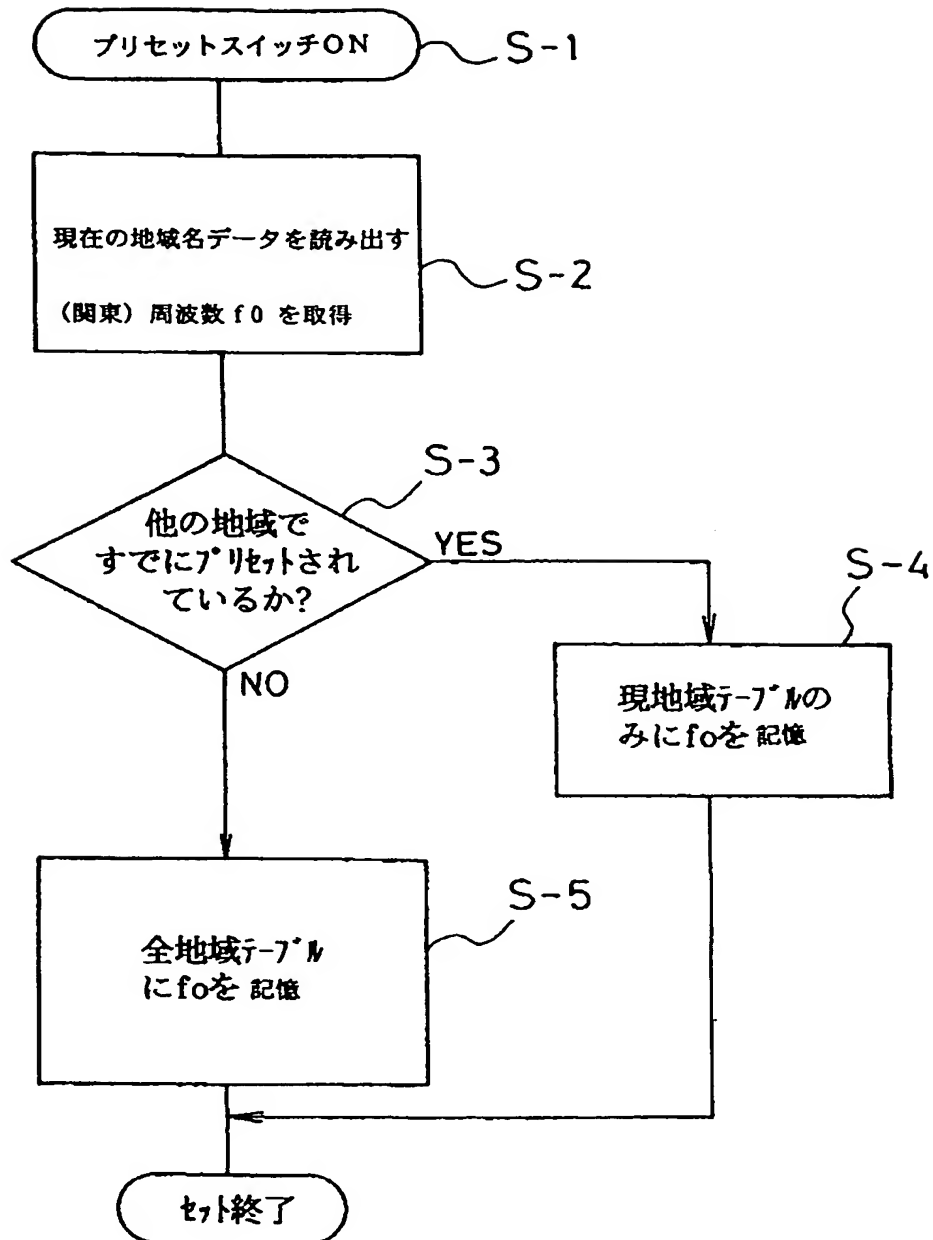 プリセットスイッチON
S-1
現在の地域名データを読み出す
(関東) 周波数 f0 を取得
S-2
S-3
他の地域で
すでにプリセットされ
ているか?
YES
S-4
NO
現地域テーブルの
みにfoを 記憶
S-5
全地域テーブル
にfoを 記憶
セット終了